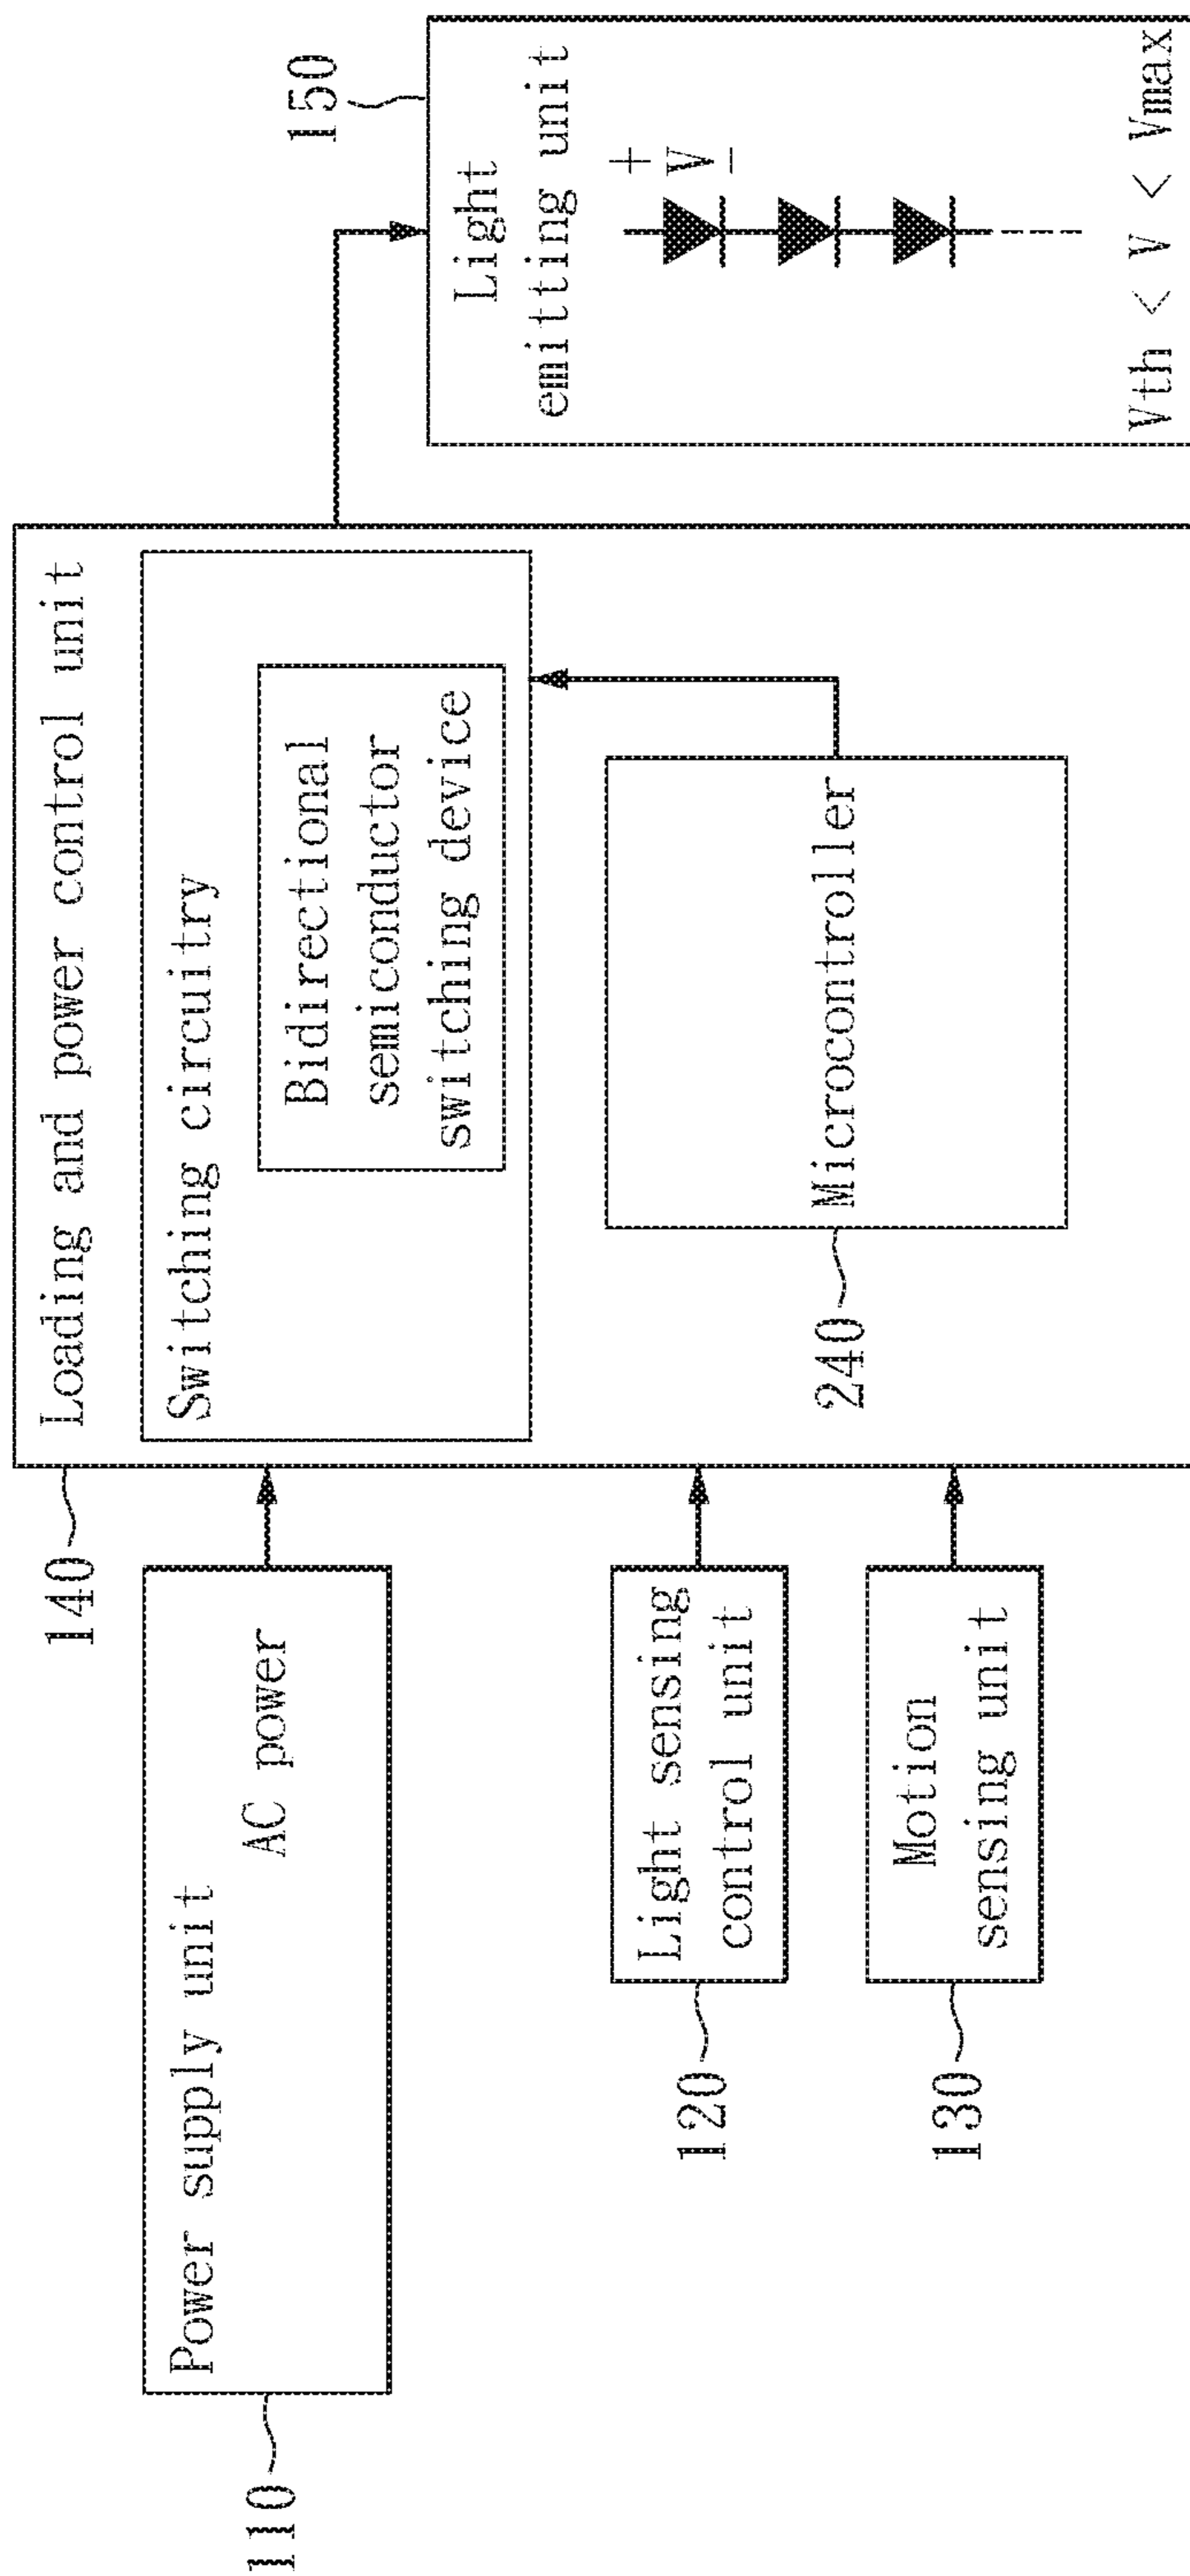 110
Power supply unit
AC power
120
Light sensing
control unit
130
Motion
sensing unit
140
Loading and power control unit
Switching circuitry
Bidirectional
semiconductor
switching device
240
Microcontroller
150
Light
emitting unit
+
V
−
Vth < V < Vmax